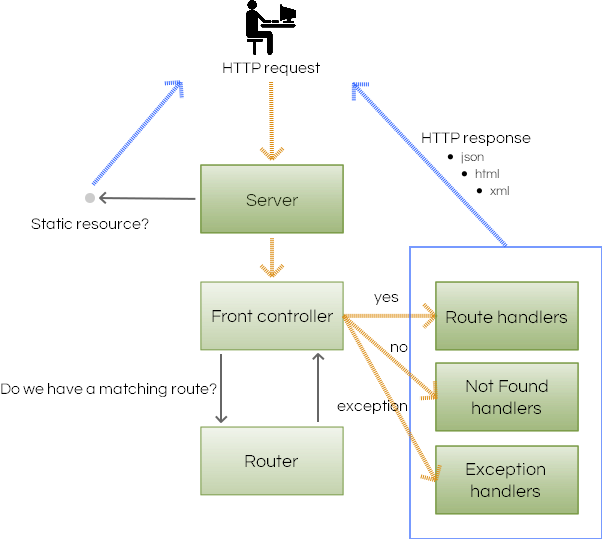 HTTP request
HTTP response
json
html
xml
Server
Static resource?
Front controller
yes
Route handlers
no
Do we have a matching route?
Not Found
handlers
exception
Router
Exception
handlers